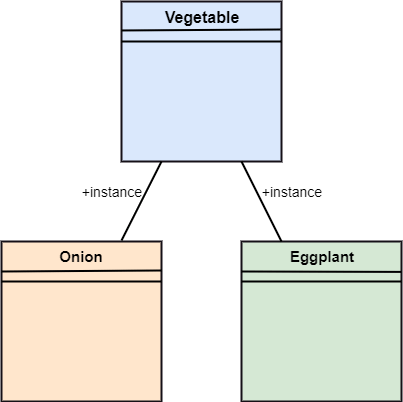 Vegetable
+instance
+instance
Onion
Eggplant